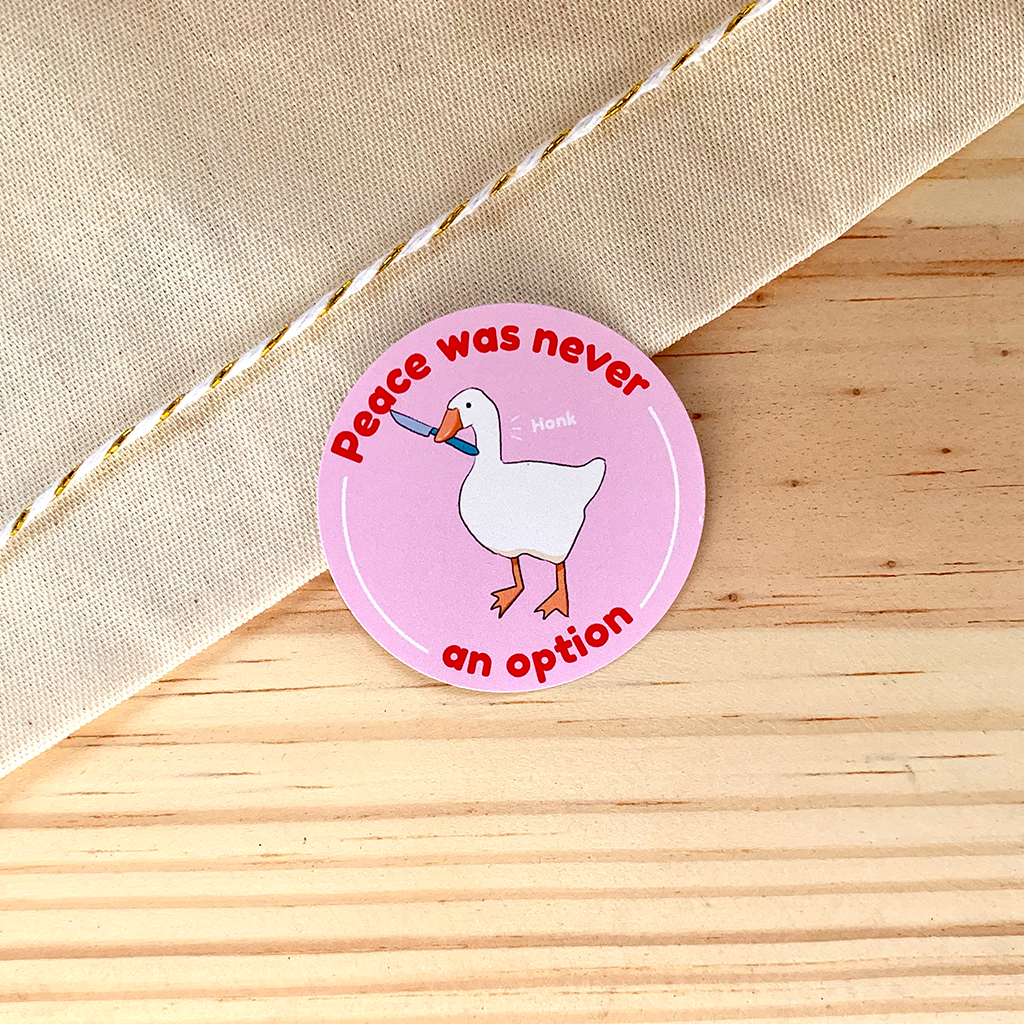 Peace was never
Honk
an option